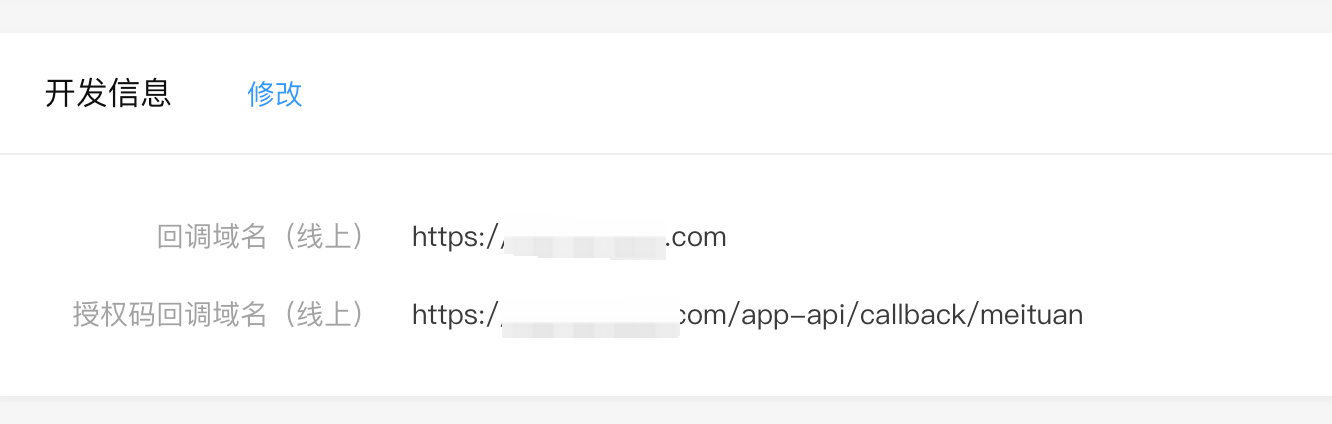 开发信息 修改
回调域名（线上） https:// .com
授权码回调域名（线上） https:// com/app-api/callback/meituan